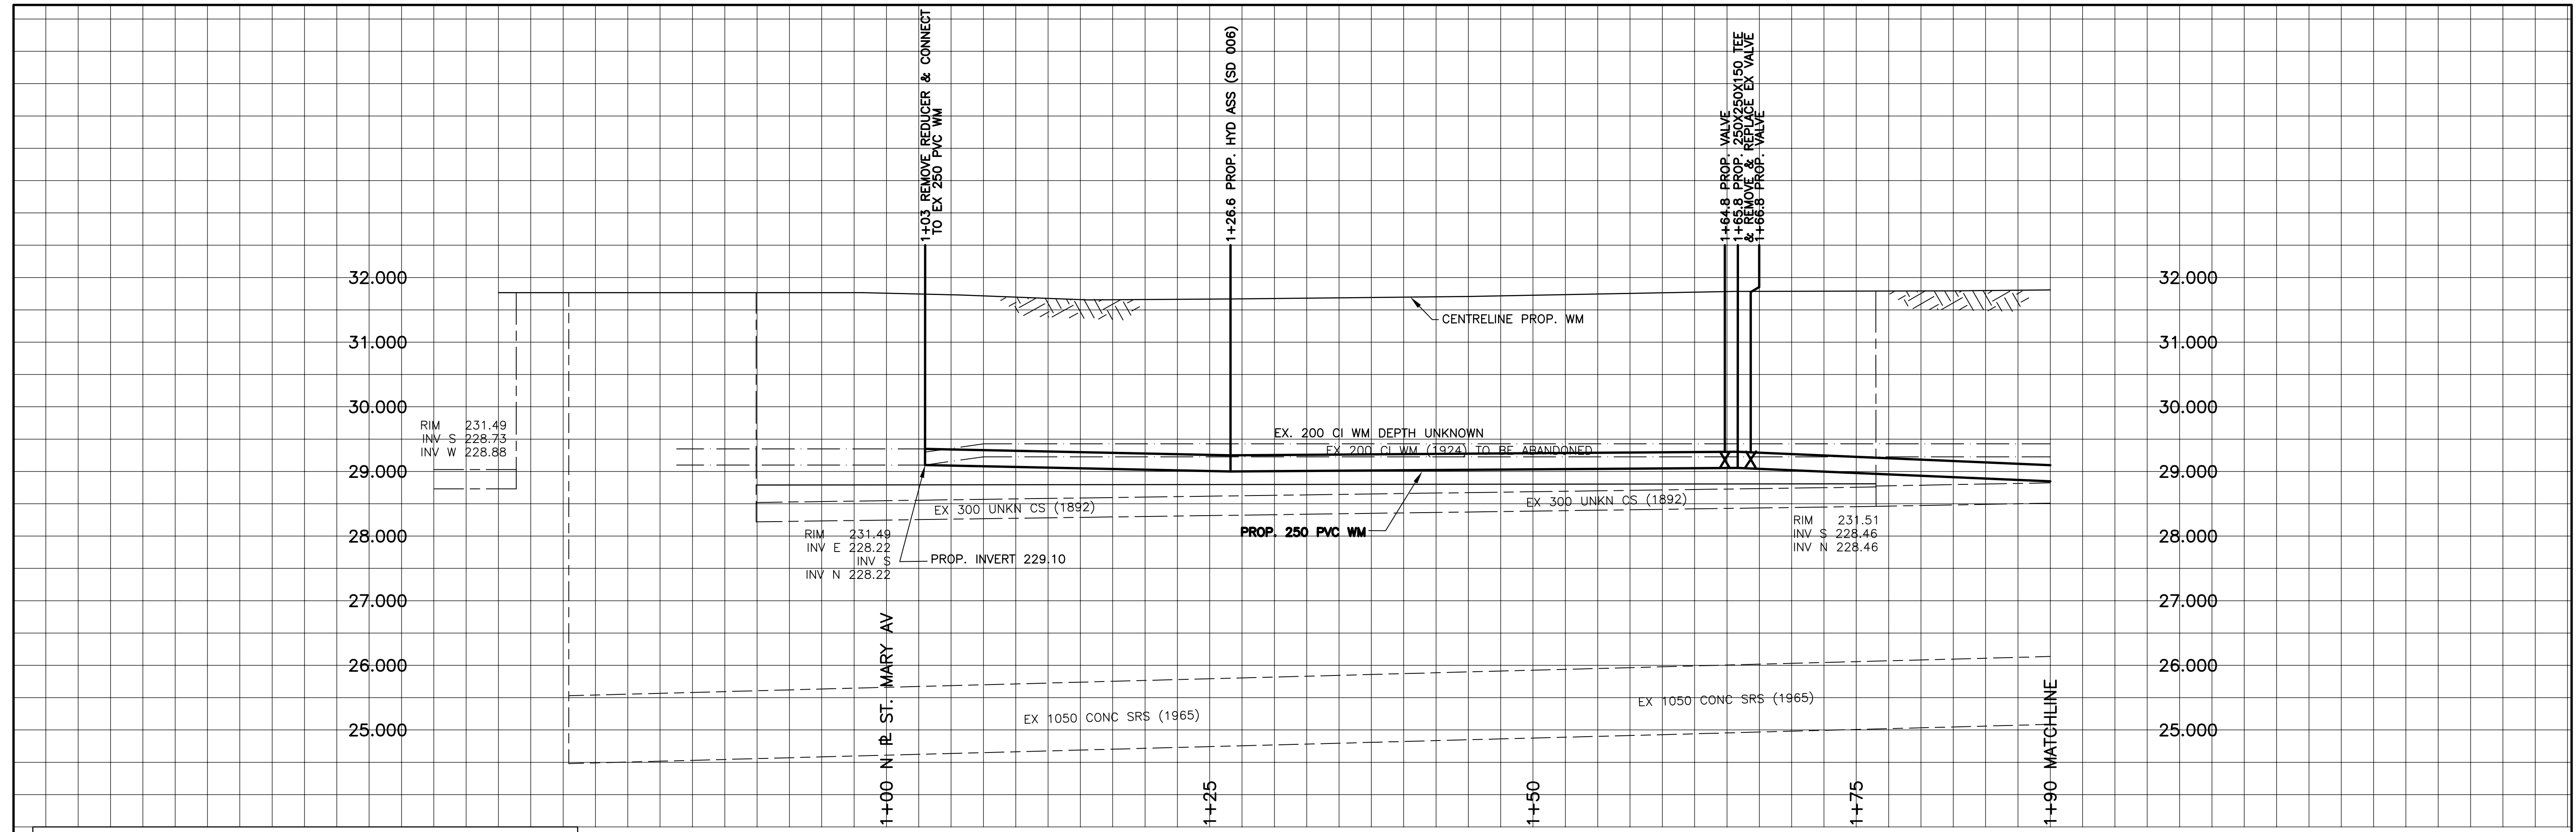 1+03 REMOVE REDUCER & CONNECT
TO EX 250 PVC WM
1+26.6 PROP. HYD ASS (SD 006)
1+64.8 PROP. VALVE
1+65.8 PROP. 250X250X150 TEE
& REMOVE & REPLACE EX VALVE
1+66.8 PROP. VALVE
32.000
32.000
CENTRELINE PROP. WM
31.000
31.000
30.000
30.000
RIM 231.49
INV S 228.73
INV W 228.88
EX. 200 CI WM DEPTH UNKNOWN
EX 200 CI WM (1924) TO BE ABANDONED
29.000
29.000
EX 300 UNKN CS (1892)
EX 300 UNKN CS (1892)
28.000
28.000
RIM 231.49
INV E 228.22
INV S
INV N 228.22
PROP. INVERT 229.10
PROP. 250 PVC WM
RIM 231.51
INV S 228.46
INV N 228.46
27.000
27.000
26.000
26.000
EX 1050 CONC SRS (1965)
EX 1050 CONC SRS (1965)
25.000
25.000
1+00 N PL ST. MARY AV
1+25
1+50
1+75
1+90 MATCHLINE